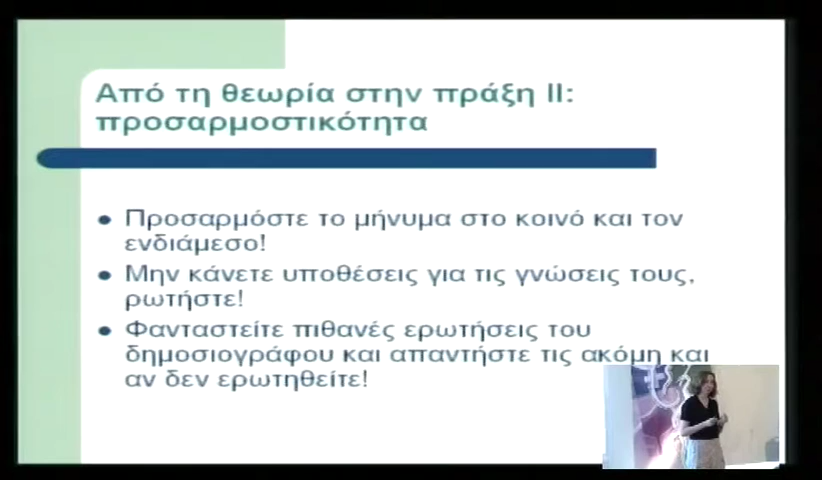 Από τη θεωρία στην πράξη II:
προσαρμοστικότητα
Προσαρμόστε το μήνυμα στο κοινό και τον
ενδιάμεσο!
Μην κάνετε υποθέσεις για τις γνώσεις τους,
ρωτήστε!
Φανταστείτε πιθανές ερωτήσεις του
δημοσιογράφου και απαντήστε τις ακόμη και
αν δεν ερωτηθείτε!